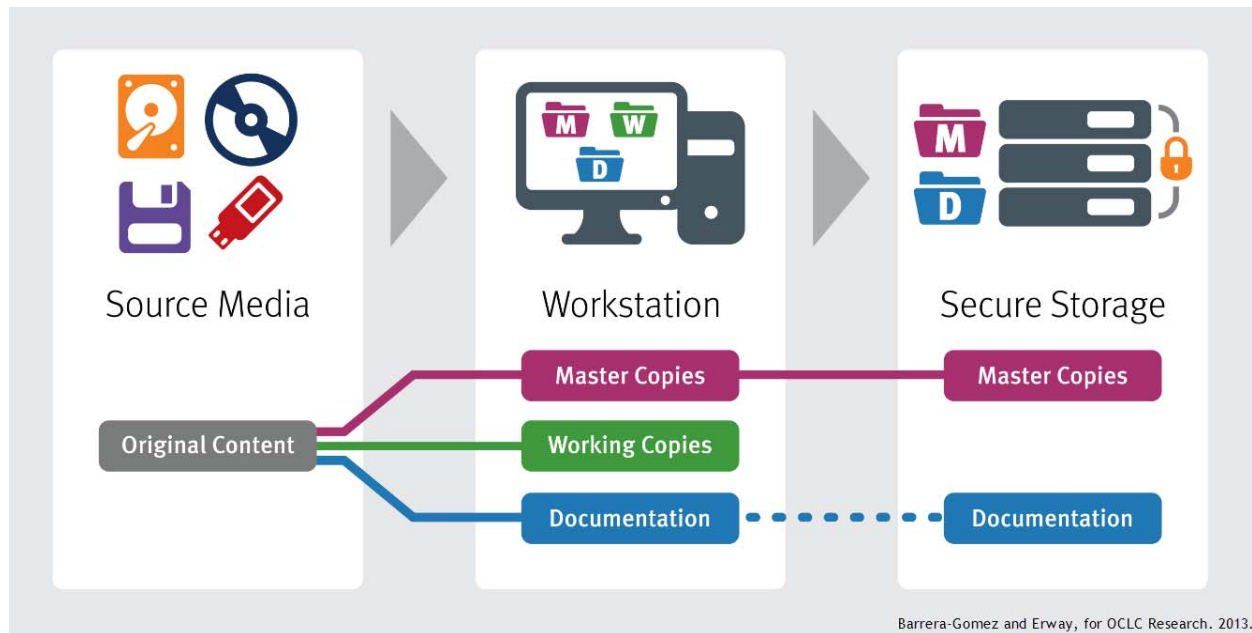 M
W
D
M
D
Source Media
Workstation
Secure Storage
Master Copies
Master Copies
Original Content
Working Copies
Documentation
Documentation
Barrera-Gomez and Erway, for OCLC Research. 2013.